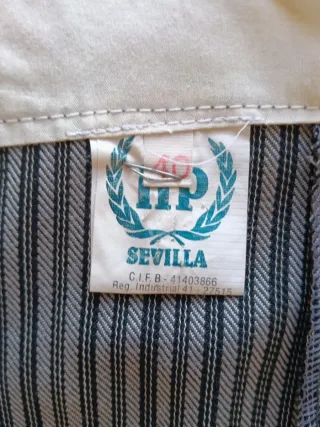 40
HP
SEVILLA
C.I.F. B - 41403866
Reg. Industrial 41 - 27515